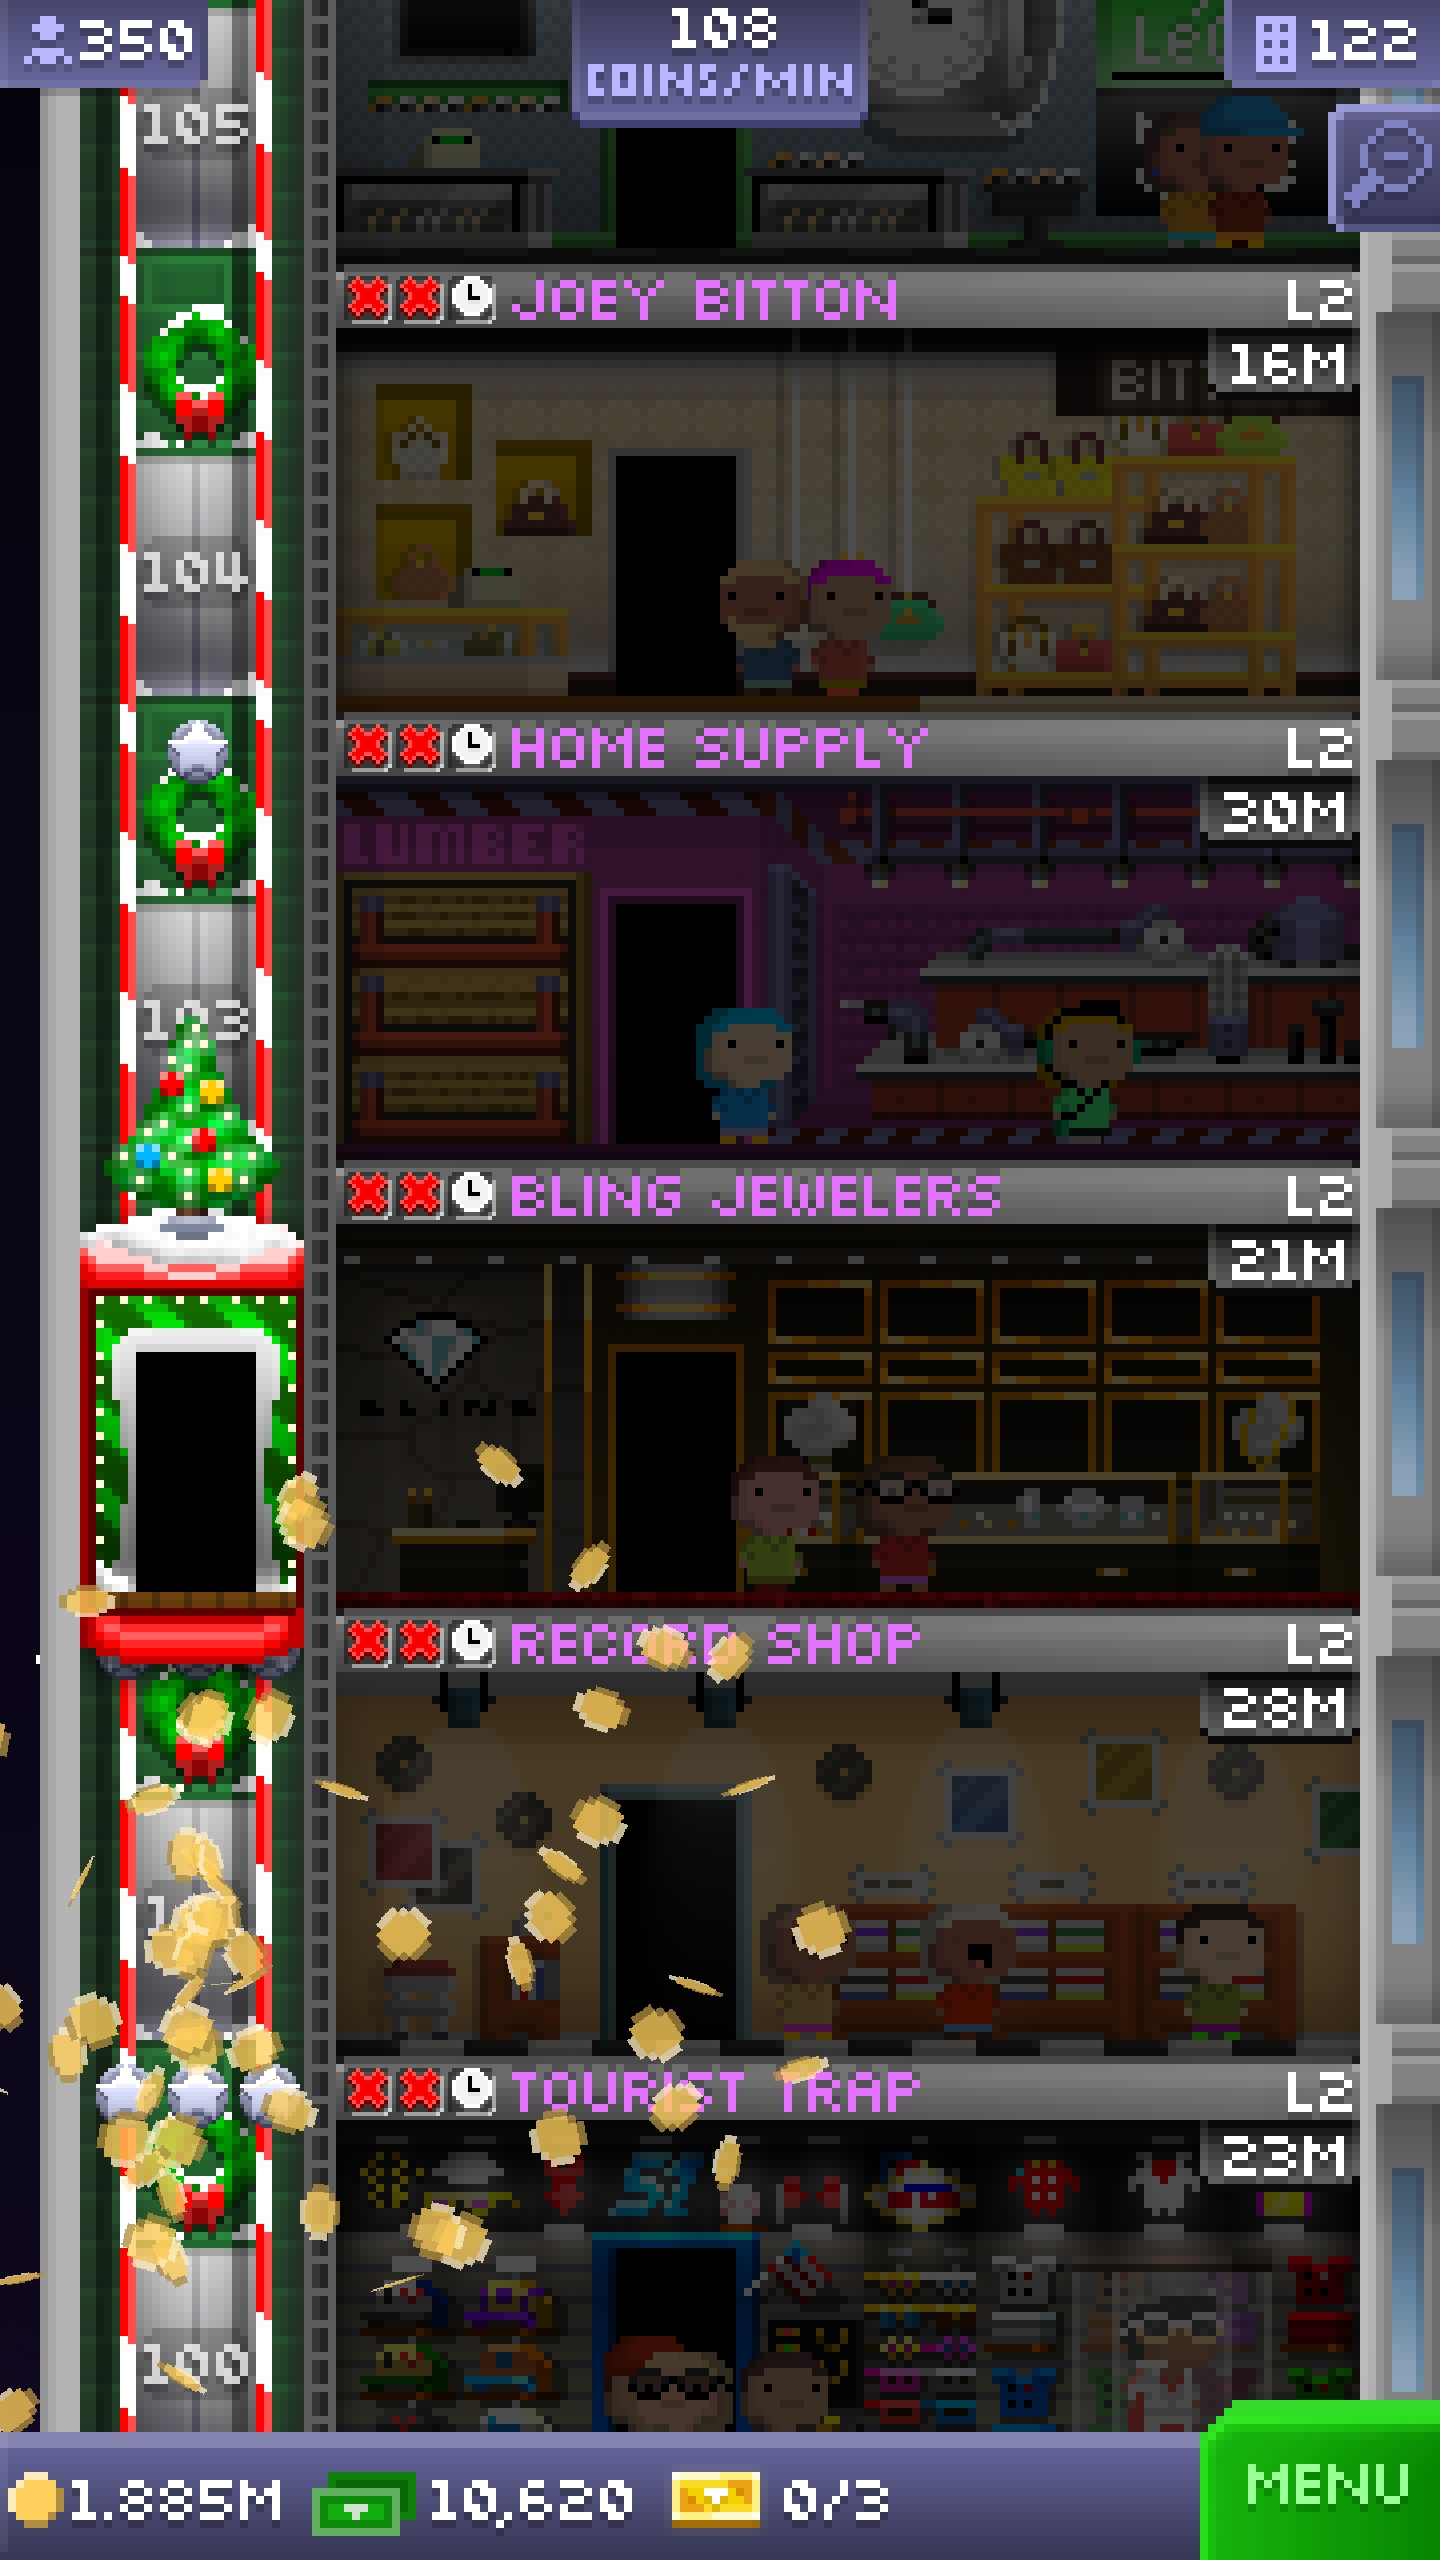 350
108
COINS/MIN
122
105
JOEY BITTON L2
16M
BIT
104
HOME SUPPLY L2
30M
LUMBER
103
BLING JEWELERS L2
21M
BLING
RECORD SHOP L2
28M
TOURIST TRAP L2
23M
100
1.885M 10,620 0/3
MENU